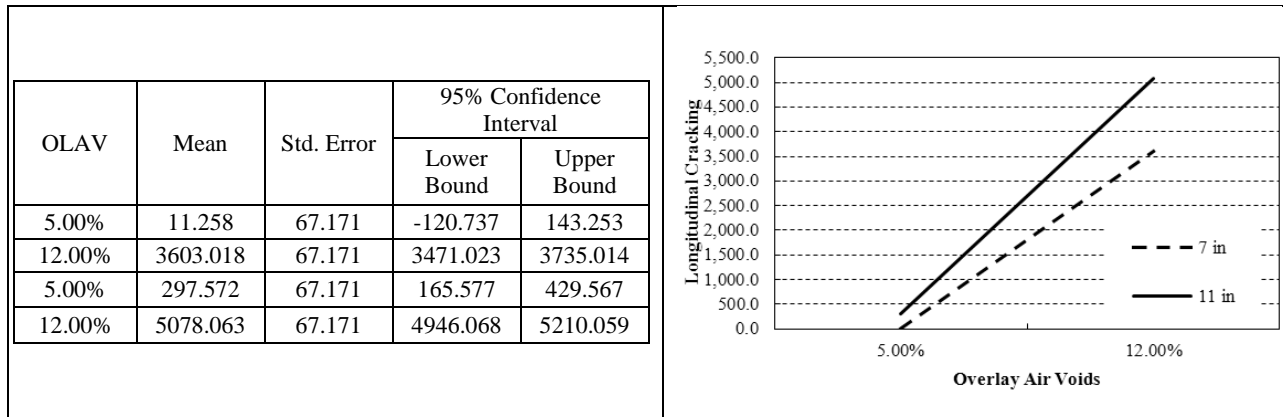 OLAV Mean Std. Error 95% Confidence Interval
Lower Bound Upper Bound
5.00% 11.258 67.171 -120.737 143.253
12.00% 3603.018 67.171 3471.023 3735.014
5.00% 297.572 67.171 165.577 429.567
12.00% 5078.063 67.171 4946.068 5210.059
Longitudinal Cracking
5,500.0
5,000.0
4,500.0
4,000.0
3,500.0
3,000.0
2,500.0
2,000.0
1,500.0
1,000.0
500.0
0.0
7 in
11 in
5.00% 12.00%
Overlay Air Voids